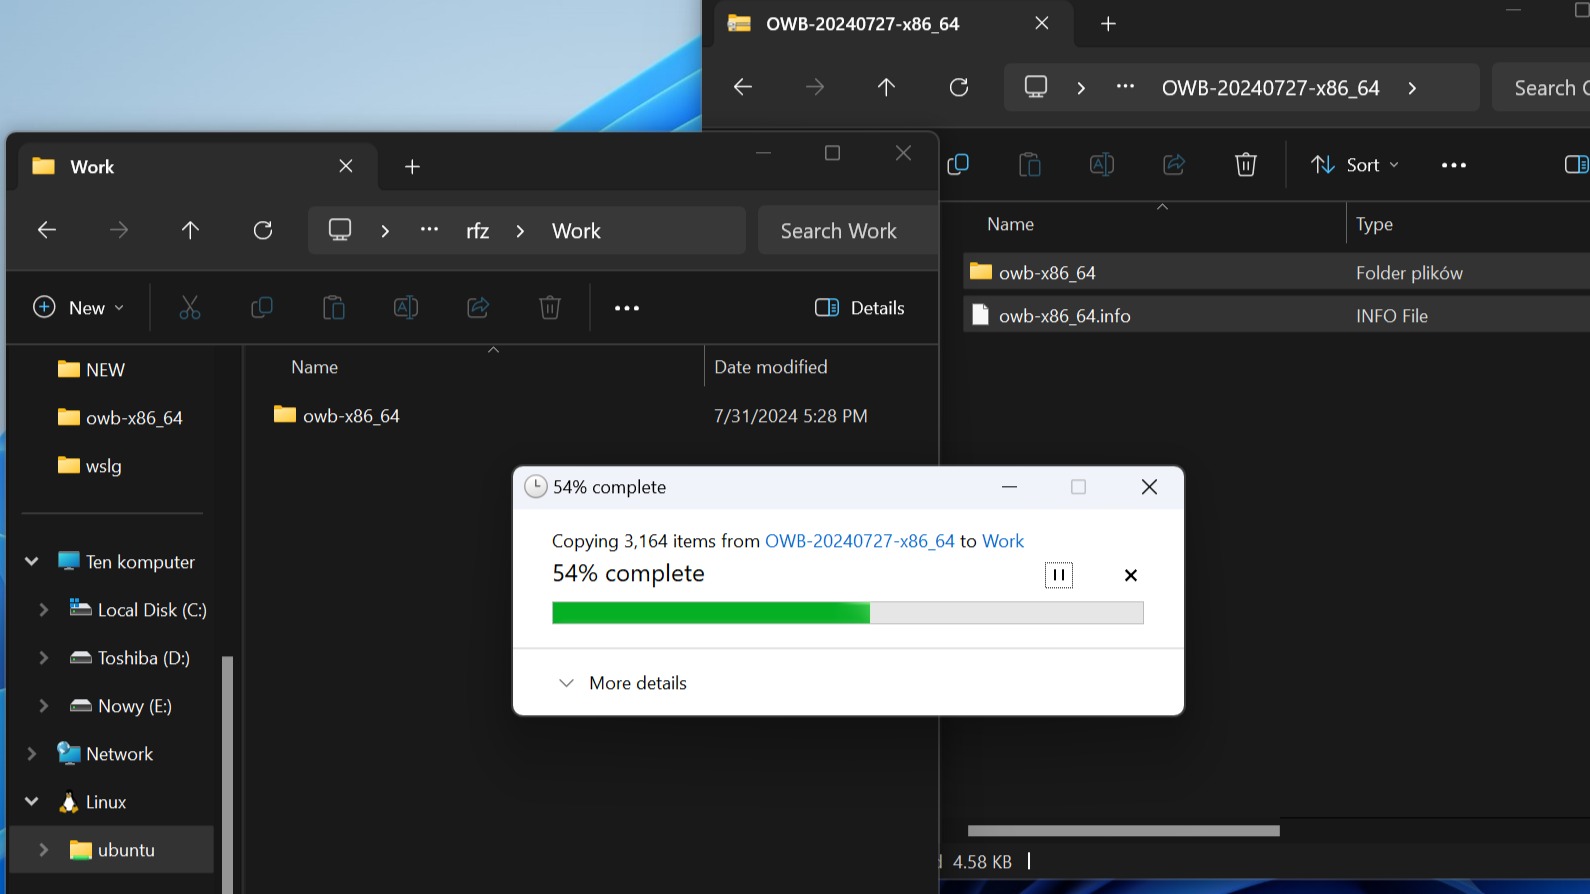 OWB-20240727-x86_64
OWB-20240727-x86_64
Search
Sort
Name
Type
owb-x86_64
Folder plików
owb-x86_64.info
INFO File
4.58 KB
Work
rfz
Work
Search Work
New
Details
NEW
owb-x86_64
wslg
Ten komputer
Local Disk (C:)
Toshiba (D:)
Nowy (E:)
Network
Linux
ubuntu
Name
Date modified
owb-x86_64
7/31/2024 5:28 PM
54% complete
Copying 3,164 items from OWB-20240727-x86_64 to Work
54% complete
More details